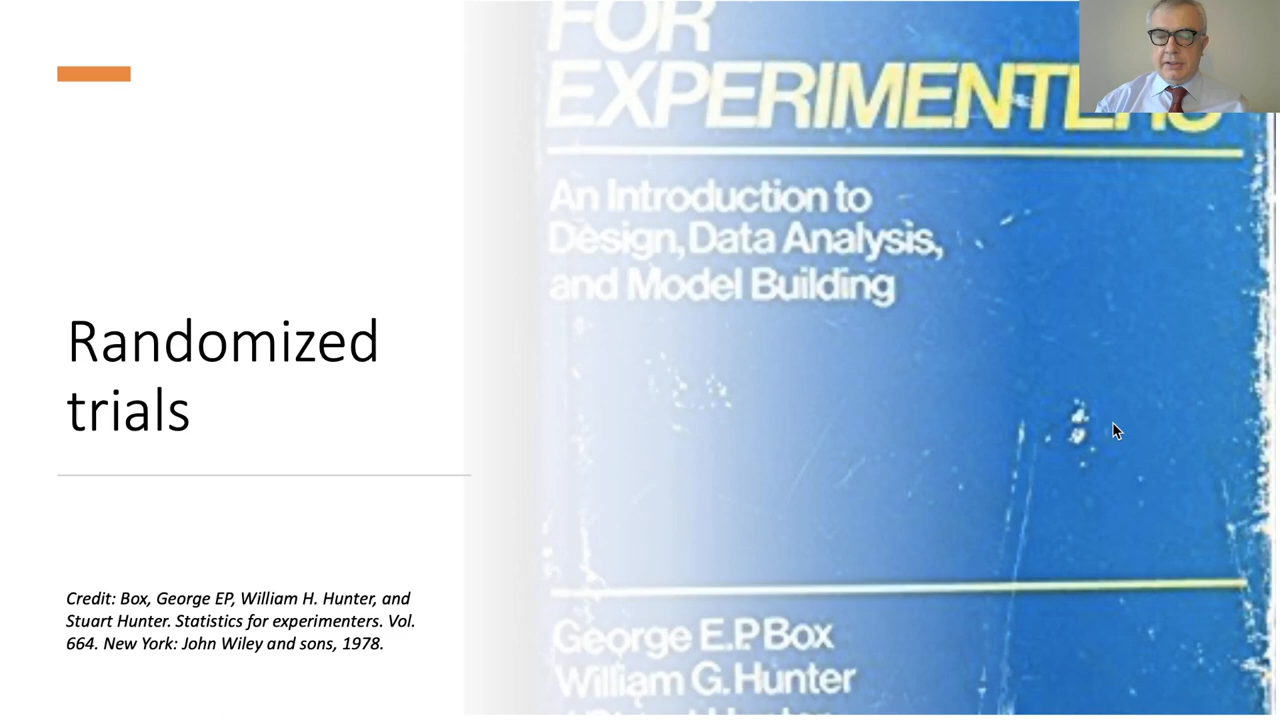 Randomized
trials
Credit: Box, George EP, William H. Hunter, and
Stuart Hunter. Statistics for experimenters. Vol.
664. New York: John Wiley and sons, 1978.
FOR
EXPERIMENTERS
An Introduction to
Design, Data Analysis,
and Model Building
George E.P. Box
William G. Hunter